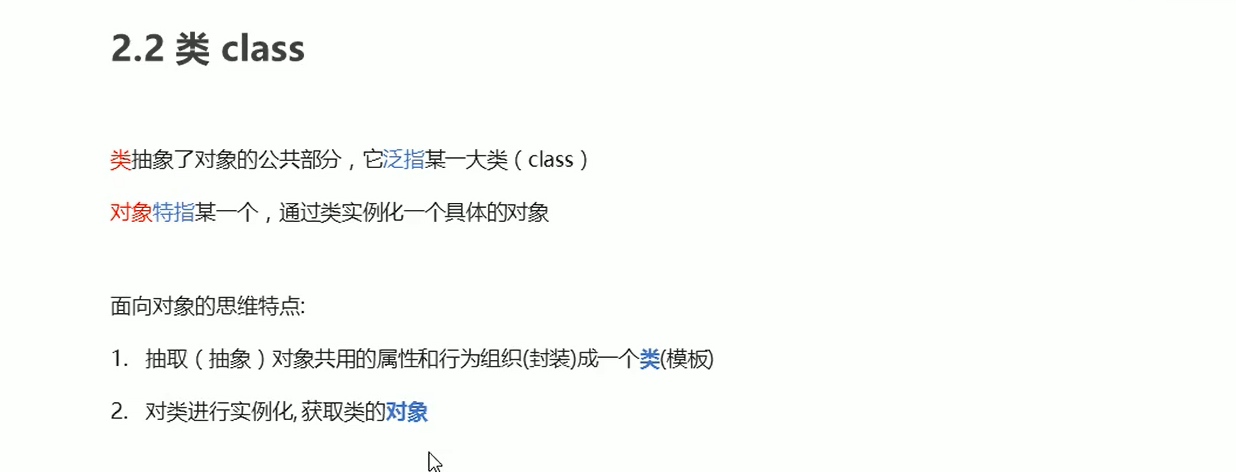 2.2 类 class
类抽象了对象的公共部分，它泛指某一大类（class）
对象特指某一个，通过类实例化一个具体的对象
面向对象的思维特点:
1. 抽取（抽象）对象共用的属性和行为组织(封装)成一个类(模板)
2. 对类进行实例化, 获取类的对象